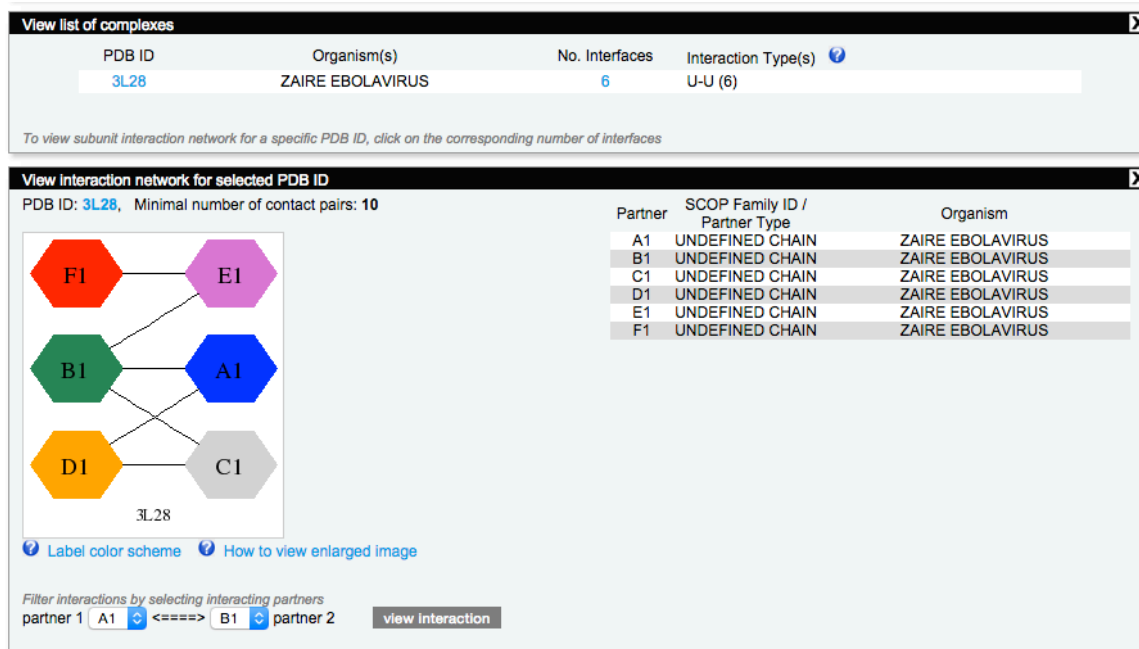 View list of complexes
X
PDB ID Organism(s) No. Interfaces Interaction Type(s) ?
3L28 ZAIRE EBOLAVIRUS 6 U-U (6)
To view subunit interaction network for a specific PDB ID, click on the corresponding number of interfaces
View interaction network for selected PDB ID
X
PDB ID: 3L28, Minimal number of contact pairs: 10
F1 E1
B1 A1
D1 C1
3L28
? Label color scheme ? How to view enlarged image
Partner SCOP Family ID / Partner Type Organism
A1 UNDEFINED CHAIN ZAIRE EBOLAVIRUS
B1 UNDEFINED CHAIN ZAIRE EBOLAVIRUS
C1 UNDEFINED CHAIN ZAIRE EBOLAVIRUS
D1 UNDEFINED CHAIN ZAIRE EBOLAVIRUS
E1 UNDEFINED CHAIN ZAIRE EBOLAVIRUS
F1 UNDEFINED CHAIN ZAIRE EBOLAVIRUS
Filter interactions by selecting interacting partners
partner 1 A1 <====> B1 partner 2 view interaction